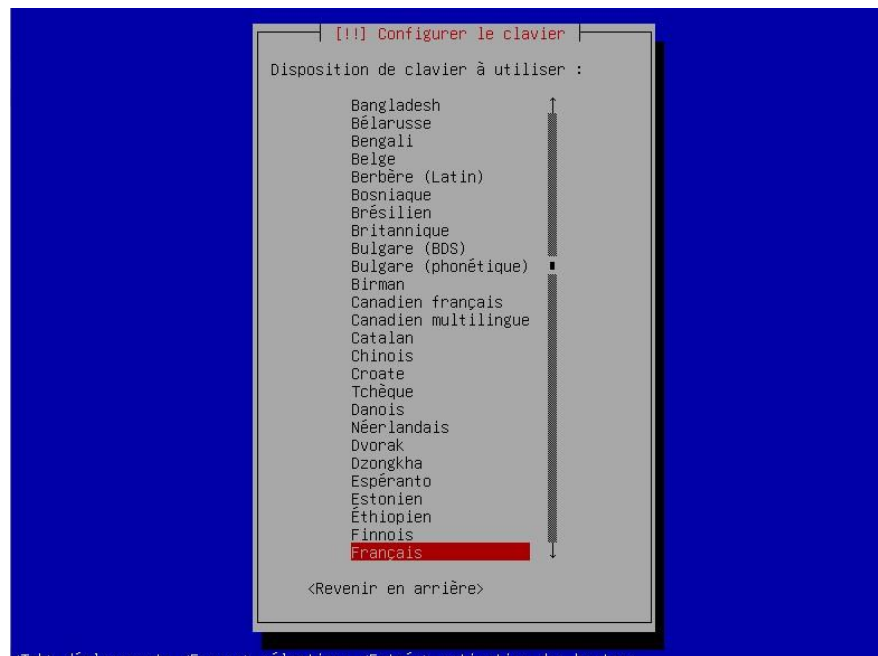 [!!] Configurer le clavier
Disposition de clavier à utiliser :
Bangladesh
Bélarusse
Bengali
Belge
Berbère (Latin)
Bosniaque
Brésilien
Britannique
Bulgare (BDS)
Bulgare (phonétique)
Birman
Canadien français
Canadien multilingue
Catalan
Chinois
Croate
Tchèque
Danois
Néerlandais
Dvorak
Dzongkha
Espéranto
Estonien
Éthiopien
Finnois
Français
<Revenir en arrière>